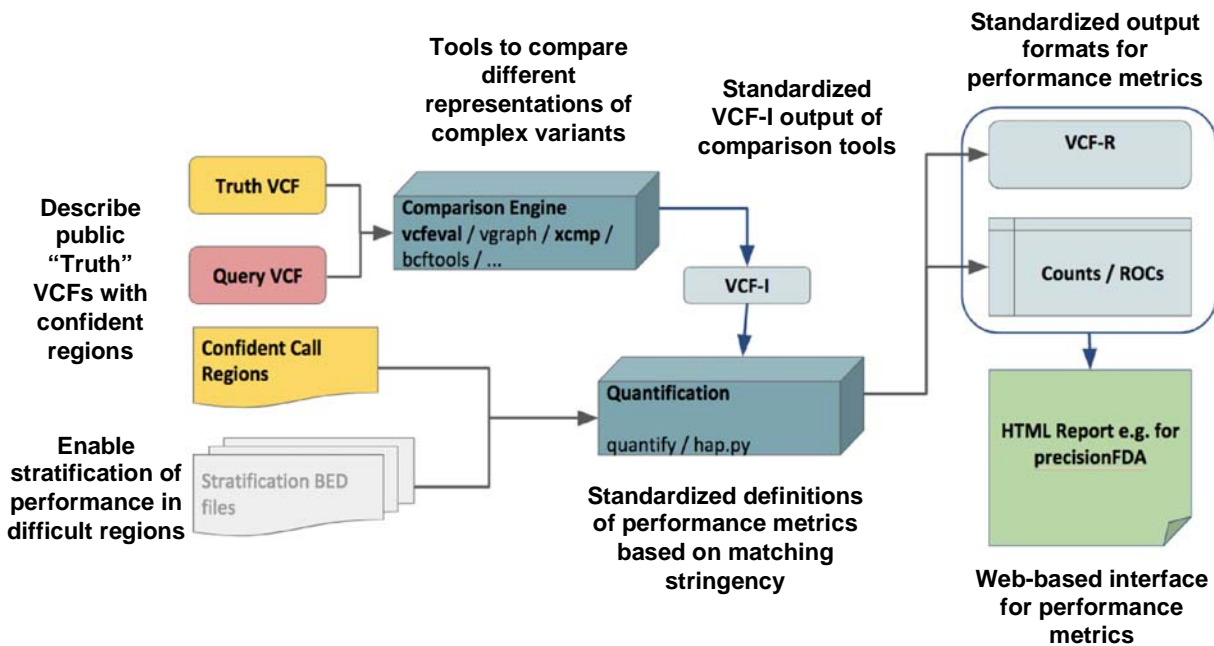 Tools to compare
different
representations of
complex variants
Standardized
VCF-I output of
comparison tools
Standardized output
formats for
performance metrics
Describe
public
“Truth”
VCFs with
confident
regions
Truth VCF
Query VCF
Comparison Engine
vcfeval / vgraph / xcmp /
bcftools / ...
VCF-I
VCF-R
Counts / ROCs
Confident Call
Regions
Enable
stratification of
performance in
difficult regions
Stratification BED
files
Quantification
quantify / hap.py
Standardized definitions
of performance metrics
based on matching
stringency
HTML Report e.g. for
precisionFDA
Web-based interface
for performance
metrics